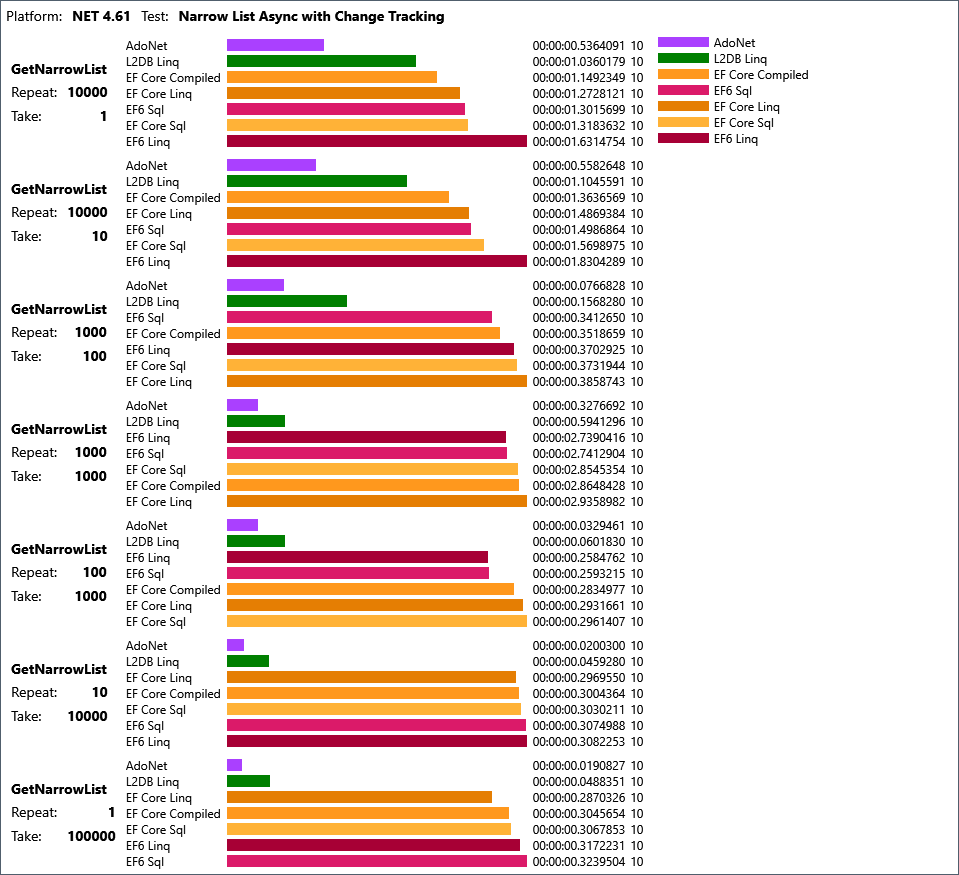 Platform: NET 4.61 Test: Narrow List Async with Change Tracking
GetNarrowList
Repeat: 10000
Take: 1
AdoNet 00:00:00.5364091 10
L2DB Linq 00:00:01.0360179 10
EF Core Compiled 00:00:01.1492349 10
EF Core Linq 00:00:01.2728121 10
EF6 Sql 00:00:01.3015699 10
EF Core Sql 00:00:01.3183632 10
EF6 Linq 00:00:01.6314754 10
AdoNet
L2DB Linq
EF Core Compiled
EF6 Sql
EF Core Linq
EF Core Sql
EF6 Linq
GetNarrowList
Repeat: 10000
Take: 10
AdoNet 00:00:00.5582648 10
L2DB Linq 00:00:01.1045591 10
EF Core Compiled 00:00:01.3636569 10
EF Core Linq 00:00:01.4869384 10
EF6 Sql 00:00:01.4986864 10
EF Core Sql 00:00:01.5698975 10
EF6 Linq 00:00:01.8304289 10
GetNarrowList
Repeat: 1000
Take: 100
AdoNet 00:00:00.0766828 10
L2DB Linq 00:00:00.1568280 10
EF6 Sql 00:00:00.3412650 10
EF Core Compiled 00:00:00.3518659 10
EF6 Linq 00:00:00.3702925 10
EF Core Sql 00:00:00.3731944 10
EF Core Linq 00:00:00.3858743 10
GetNarrowList
Repeat: 1000
Take: 1000
AdoNet 00:00:00.3276692 10
L2DB Linq 00:00:00.5941296 10
EF6 Linq 00:00:02.7390416 10
EF6 Sql 00:00:02.7412904 10
EF Core Sql 00:00:02.8545354 10
EF Core Compiled 00:00:02.8648428 10
EF Core Linq 00:00:02.9358982 10
GetNarrowList
Repeat: 100
Take: 1000
AdoNet 00:00:00.0329461 10
L2DB Linq 00:00:00.0601830 10
EF6 Linq 00:00:00.2584762 10
EF6 Sql 00:00:00.2593215 10
EF Core Compiled 00:00:00.2834977 10
EF Core Linq 00:00:00.2931661 10
EF Core Sql 00:00:00.2961407 10
GetNarrowList
Repeat: 10
Take: 10000
AdoNet 00:00:00.0200300 10
L2DB Linq 00:00:00.0459280 10
EF Core Linq 00:00:00.2969550 10
EF Core Compiled 00:00:00.3004364 10
EF Core Sql 00:00:00.3030211 10
EF6 Sql 00:00:00.3074988 10
EF6 Linq 00:00:00.3082253 10
GetNarrowList
Repeat: 1
Take: 100000
AdoNet 00:00:00.0190827 10
L2DB Linq 00:00:00.0488351 10
EF Core Linq 00:00:00.2870326 10
EF Core Compiled 00:00:00.3045654 10
EF Core Sql 00:00:00.3067853 10
EF6 Linq 00:00:00.3172231 10
EF6 Sql 00:00:00.3239504 10